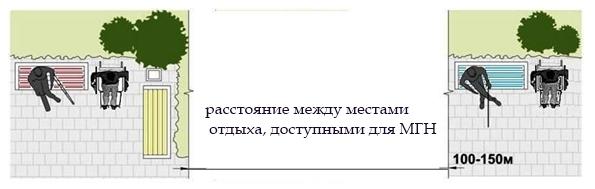 расстояние между местами
отдыха, доступными для МГН
100-150м